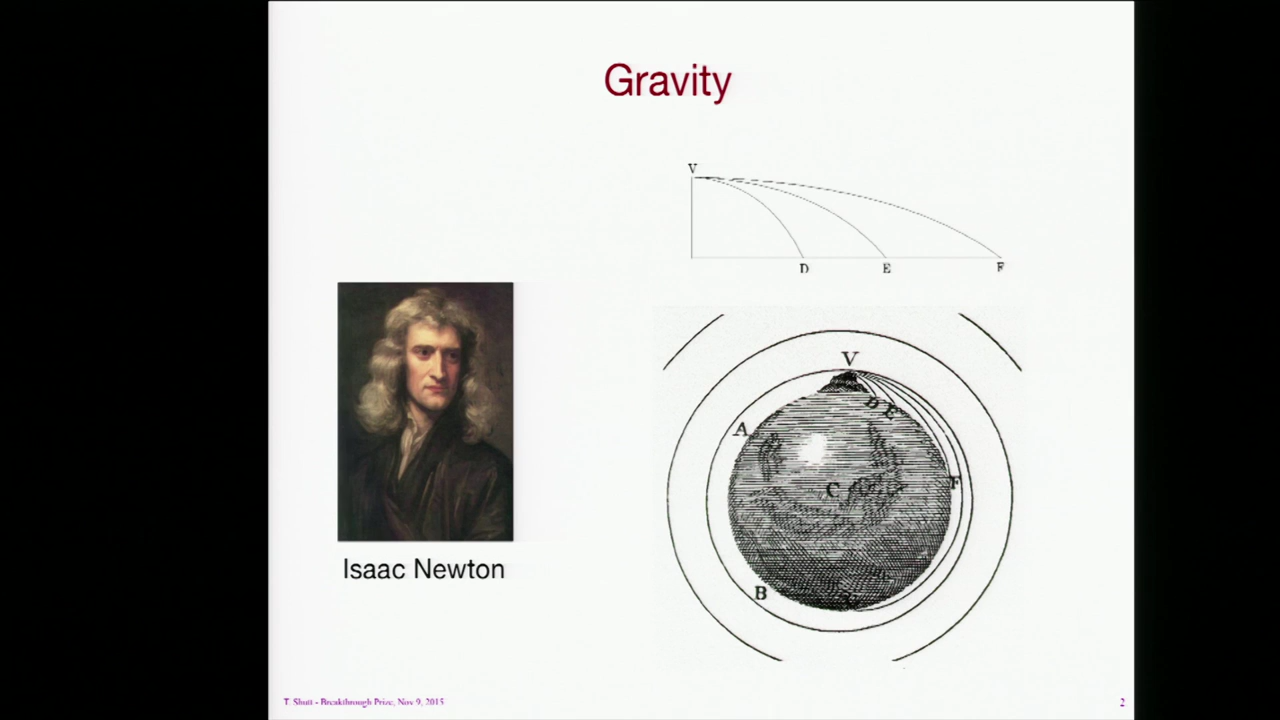 Gravity
V
D E F
V
D E
A
C F
B
Isaac Newton
T. Shutt - Breakthrough Prize, Nov 9, 2015
2